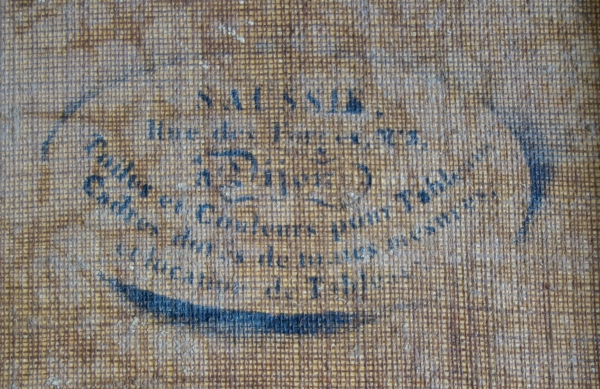 SAUSSIE,
Rue des Forges, N°
à Dijon
Toiles et Couleurs pour Tableaux
Cadres dorés de toutes mesures,
et location de Tableaux